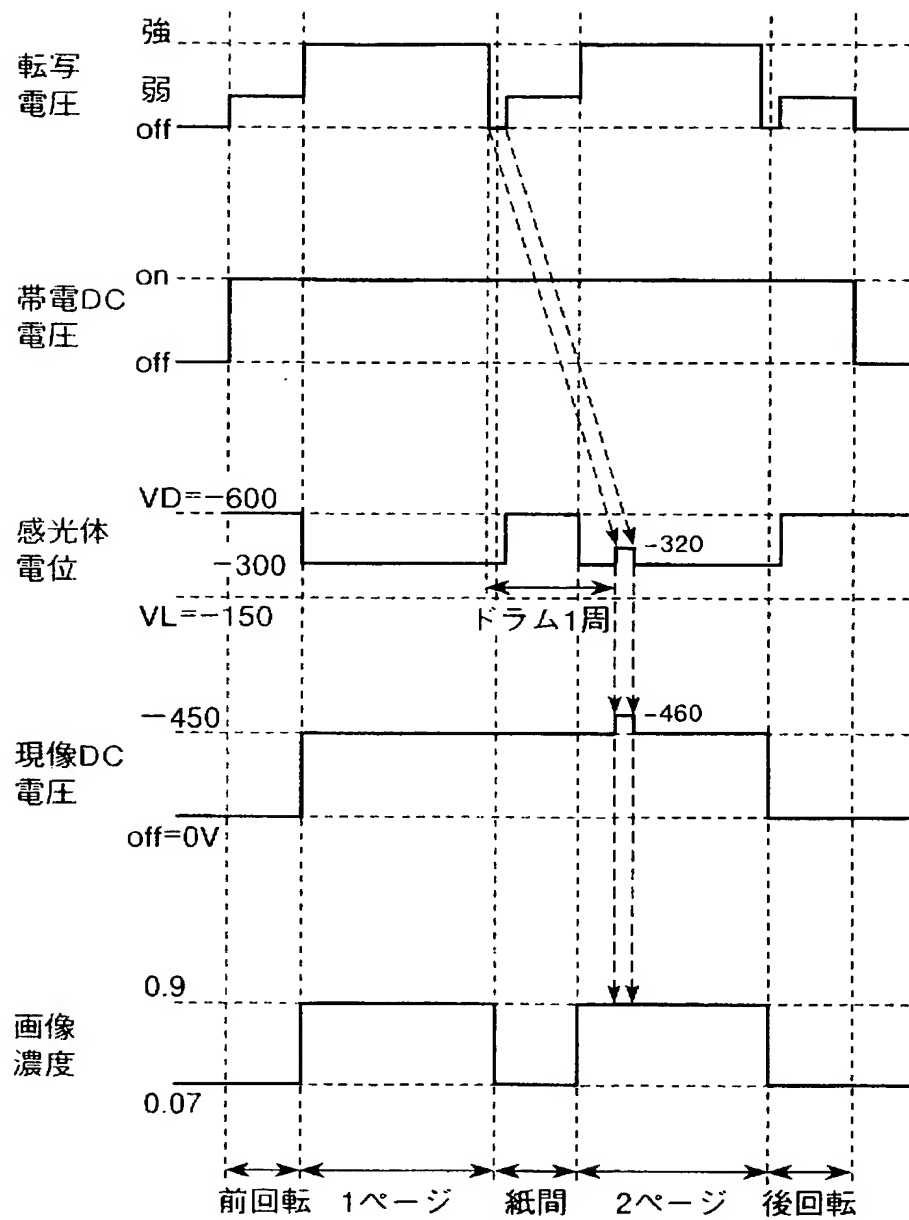 転写
電圧
強
弱
off
帯電DC
電圧
on
off
感光体
電位
VD=−600
−300
VL=−150
-320
ドラム1周
現像DC
電圧
−450
off=0V
-460
画像
濃度
0.9
0.07
前回転
1ページ
紙間
2ページ
後回転